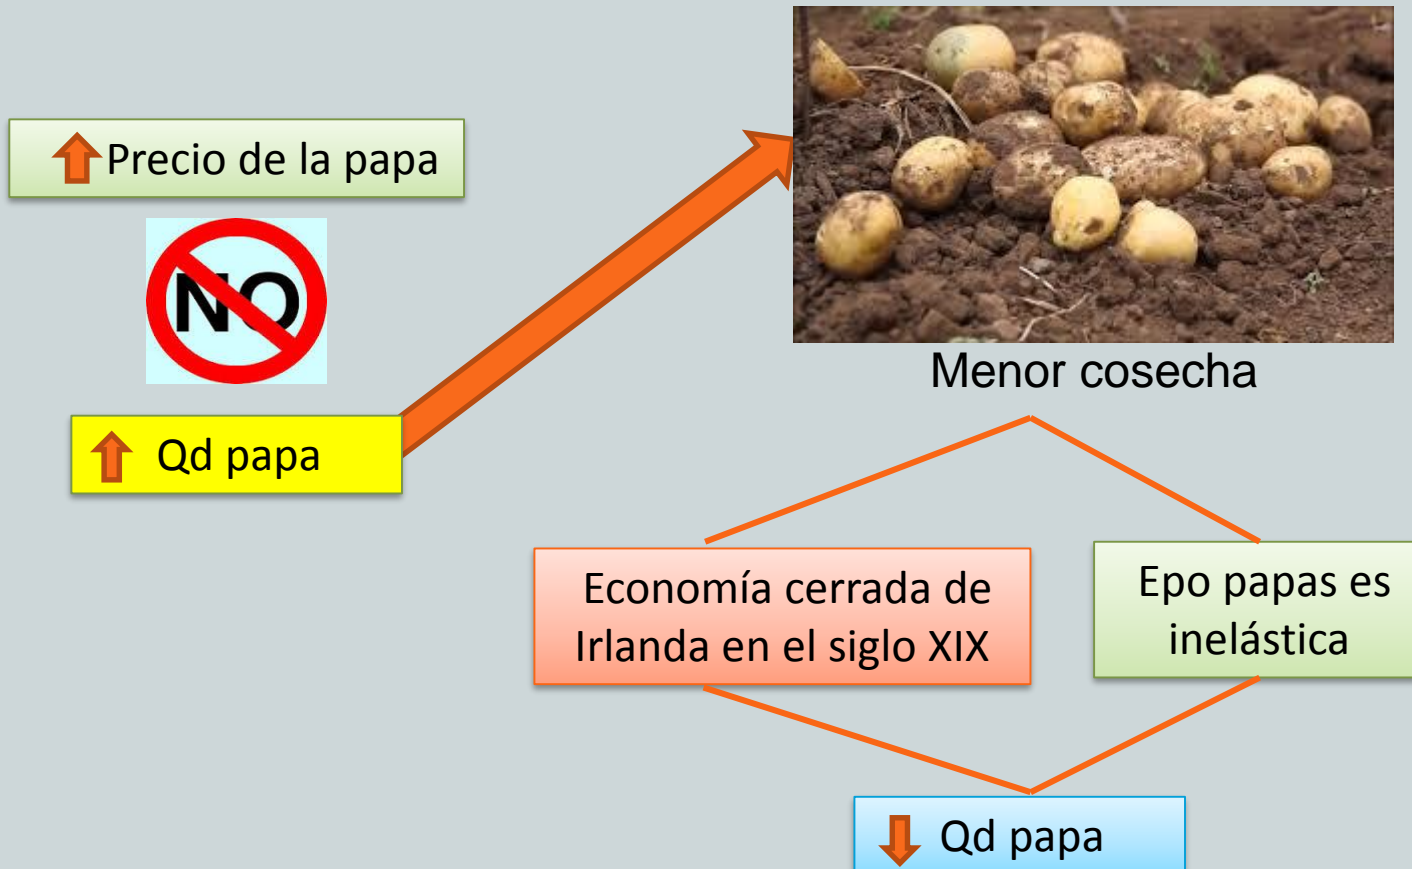 Precio de la papa
NO
Qd papa
Menor cosecha
Economía cerrada de
Irlanda en el siglo XIX
Epo papas es
inelástica
Qd papa